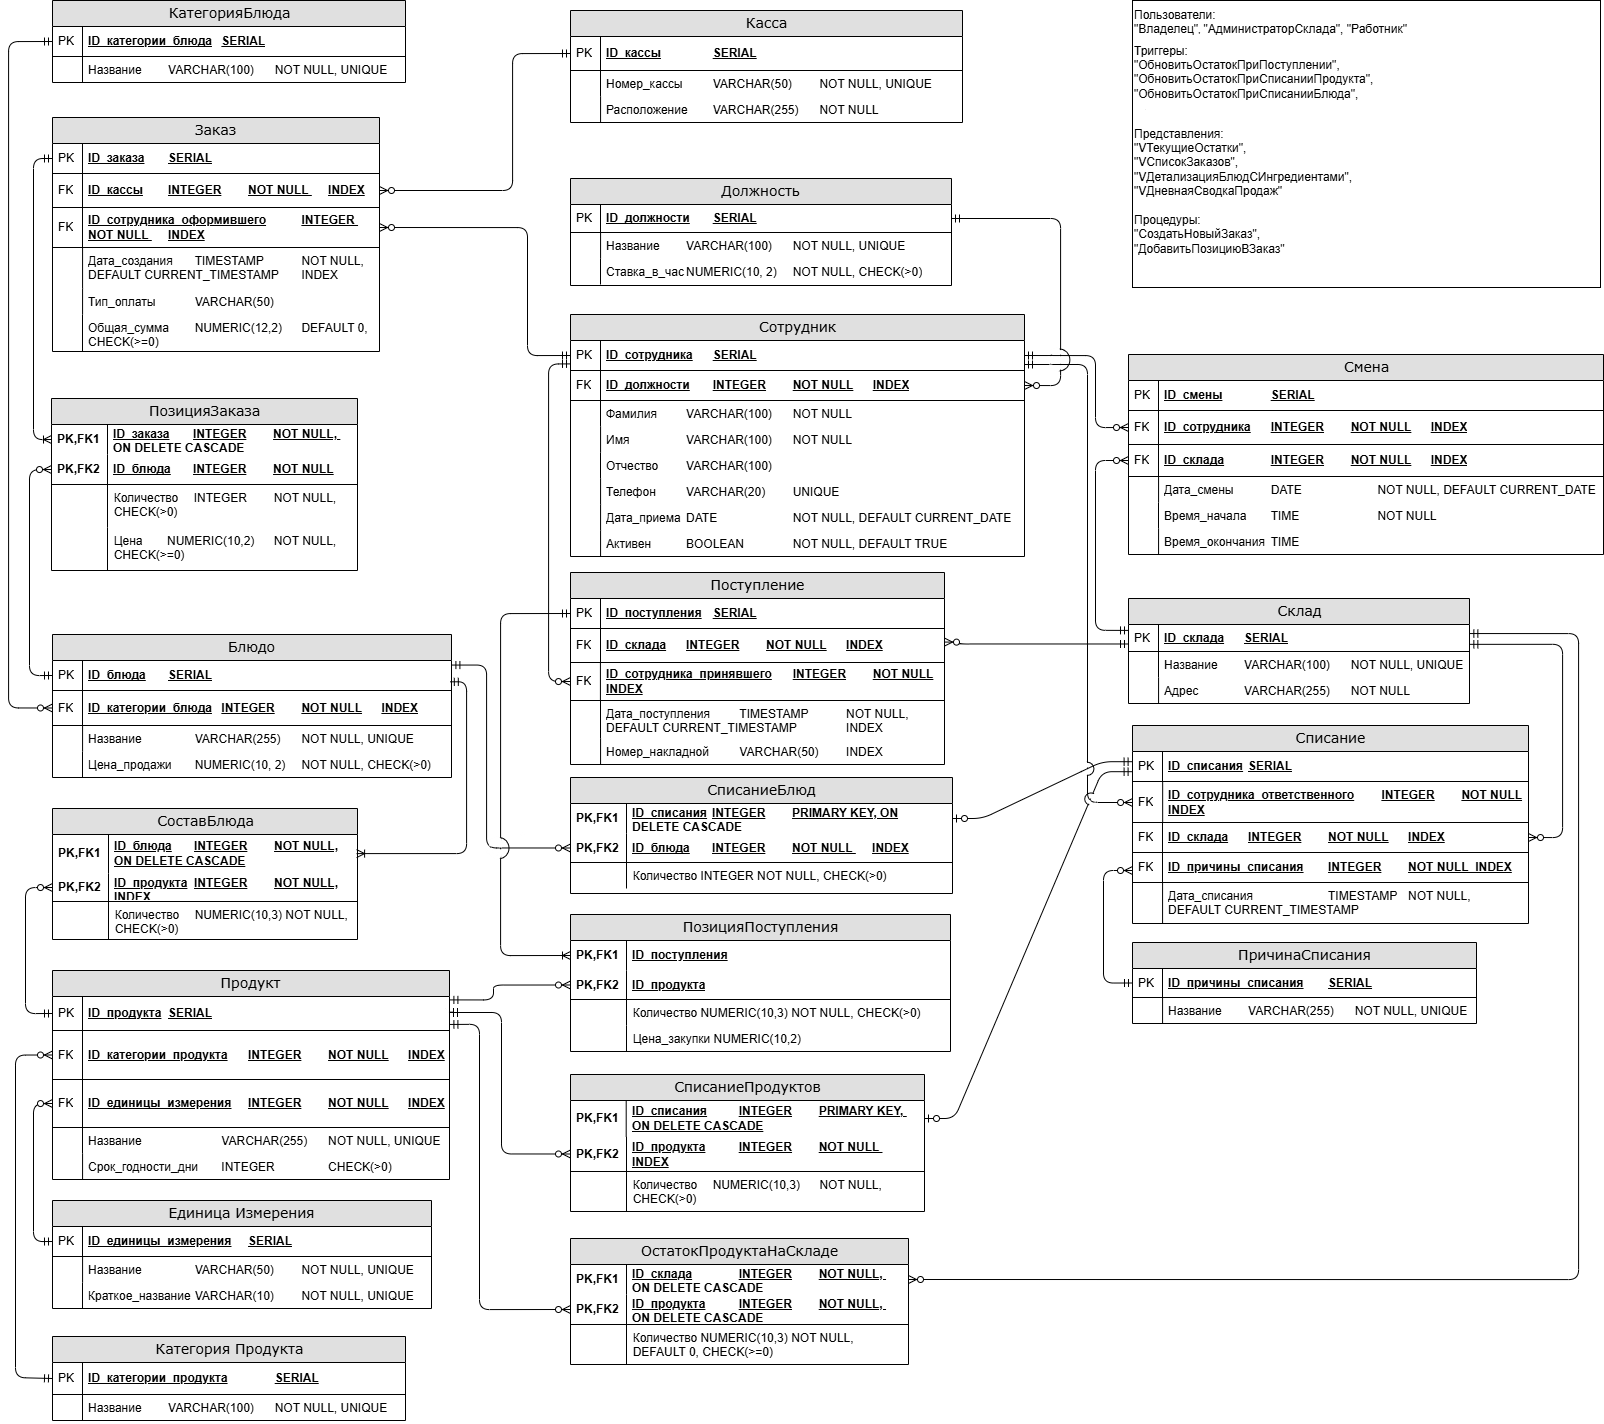 КатегорияБлюда
PK ID_категории_блюда SERIAL
Название VARCHAR(100) NOT NULL, UNIQUE
Заказ
PK ID_заказа SERIAL
FK ID_кассы INTEGER NOT NULL INDEX
FK ID_сотрудника_оформившего INTEGER
NOT NULL INDEX
Дата_создания TIMESTAMP NOT NULL,
DEFAULT CURRENT_TIMESTAMP INDEX
Тип_оплаты VARCHAR(50)
Общая_сумма NUMERIC(12,2) DEFAULT 0,
CHECK(>=0)
ПозицияЗаказа
PK,FK1 ID_заказа INTEGER NOT NULL,
ON DELETE CASCADE
PK,FK2 ID_блюда INTEGER NOT NULL
Количество INTEGER NOT NULL,
CHECK(>0)
Цена NUMERIC(10,2) NOT NULL,
CHECK(>=0)
Блюдо
PK ID_блюда SERIAL
FK ID_категории_блюда INTEGER NOT NULL INDEX
Название VARCHAR(255) NOT NULL, UNIQUE
Цена_продажи NUMERIC(10, 2) NOT NULL, CHECK(>0)
СоставБлюда
PK,FK1 ID_блюда INTEGER NOT NULL,
ON DELETE CASCADE
PK,FK2 ID_продукта INTEGER NOT NULL,
INDEX
Количество NUMERIC(10,3) NOT NULL,
CHECK(>0)
Продукт
PK ID_продукта SERIAL
FK ID_категории_продукта INTEGER NOT NULL INDEX
FK ID_единицы_измерения INTEGER NOT NULL INDEX
Название VARCHAR(255) NOT NULL, UNIQUE
Срок_годности_дни INTEGER CHECK(>0)
Единица Измерения
PK ID_единицы_измерения SERIAL
Название VARCHAR(50) NOT NULL, UNIQUE
Краткое_название VARCHAR(10) NOT NULL, UNIQUE
Категория Продукта
PK ID_категории_продукта SERIAL
Название VARCHAR(100) NOT NULL, UNIQUE
Касса
PK ID_кассы SERIAL
Номер_кассы VARCHAR(50) NOT NULL, UNIQUE
Расположение VARCHAR(255) NOT NULL
Должность
PK ID_должности SERIAL
Название VARCHAR(100) NOT NULL, UNIQUE
Ставка_в_час NUMERIC(10, 2) NOT NULL, CHECK(>0)
Сотрудник
PK ID_сотрудника SERIAL
FK ID_должности INTEGER NOT NULL INDEX
Фамилия VARCHAR(100) NOT NULL
Имя VARCHAR(100) NOT NULL
Отчество VARCHAR(100)
Телефон VARCHAR(20) UNIQUE
Дата_приема DATE NOT NULL, DEFAULT CURRENT_DATE
Активен BOOLEAN NOT NULL, DEFAULT TRUE
Поступление
PK ID_поступления SERIAL
FK ID_склада INTEGER NOT NULL INDEX
FK ID_сотрудника_принявшего INTEGER NOT NULL
INDEX
Дата_поступления TIMESTAMP NOT NULL,
DEFAULT CURRENT_TIMESTAMP INDEX
Номер_накладной VARCHAR(50) INDEX
СписаниеБлюд
PK,FK1 ID_списания INTEGER PRIMARY KEY, ON
DELETE CASCADE
PK,FK2 ID_блюда INTEGER NOT NULL INDEX
Количество INTEGER NOT NULL, CHECK(>0)
ПозицияПоступления
PK,FK1 ID_поступления
PK,FK2 ID_продукта
Количество NUMERIC(10,3) NOT NULL, CHECK(>0)
Цена_закупки NUMERIC(10,2)
СписаниеПродуктов
PK,FK1 ID_списания INTEGER PRIMARY KEY,
ON DELETE CASCADE
PK,FK2 ID_продукта INTEGER NOT NULL
INDEX
Количество NUMERIC(10,3) NOT NULL,
CHECK(>0)
ОстатокПродуктаНаСкладе
PK,FK1 ID_склада INTEGER NOT NULL,
ON DELETE CASCADE
PK,FK2 ID_продукта INTEGER NOT NULL,
ON DELETE CASCADE
Количество NUMERIC(10,3) NOT NULL,
DEFAULT 0, CHECK(>=0)
Пользователи:
"Владелец", "АдминистраторСклада", "Работник"
Триггеры:
"ОбновитьОстатокПриПоступлении",
"ОбновитьОстатокПриСписанииПродукта",
"ОбновитьОстатокПриСписанииБлюда",
Представления:
"VТекущиеОстатки",
"VСписокЗаказов",
"VДетализацияБлюдСИнгредиентами",
"VДневнаяСводкаПродаж"
Процедуры:
"СоздатьНовыйЗаказ",
"ДобавитьПозициюВЗаказ"
Смена
PK ID_смены SERIAL
FK ID_сотрудника INTEGER NOT NULL INDEX
FK ID_склада INTEGER NOT NULL INDEX
Дата_смены DATE NOT NULL, DEFAULT CURRENT_DATE
Время_начала TIME NOT NULL
Время_окончания TIME
Склад
PK ID_склада SERIAL
Название VARCHAR(100) NOT NULL, UNIQUE
Адрес VARCHAR(255) NOT NULL
Списание
PK ID_списания SERIAL
FK ID_сотрудника_ответственного INTEGER NOT NULL
INDEX
FK ID_склада INTEGER NOT NULL INDEX
FK ID_причины_списания INTEGER NOT NULL INDEX
Дата_списания TIMESTAMP NOT NULL,
DEFAULT CURRENT_TIMESTAMP
ПричинаСписания
PK ID_причины_списания SERIAL
Название VARCHAR(255) NOT NULL, UNIQUE